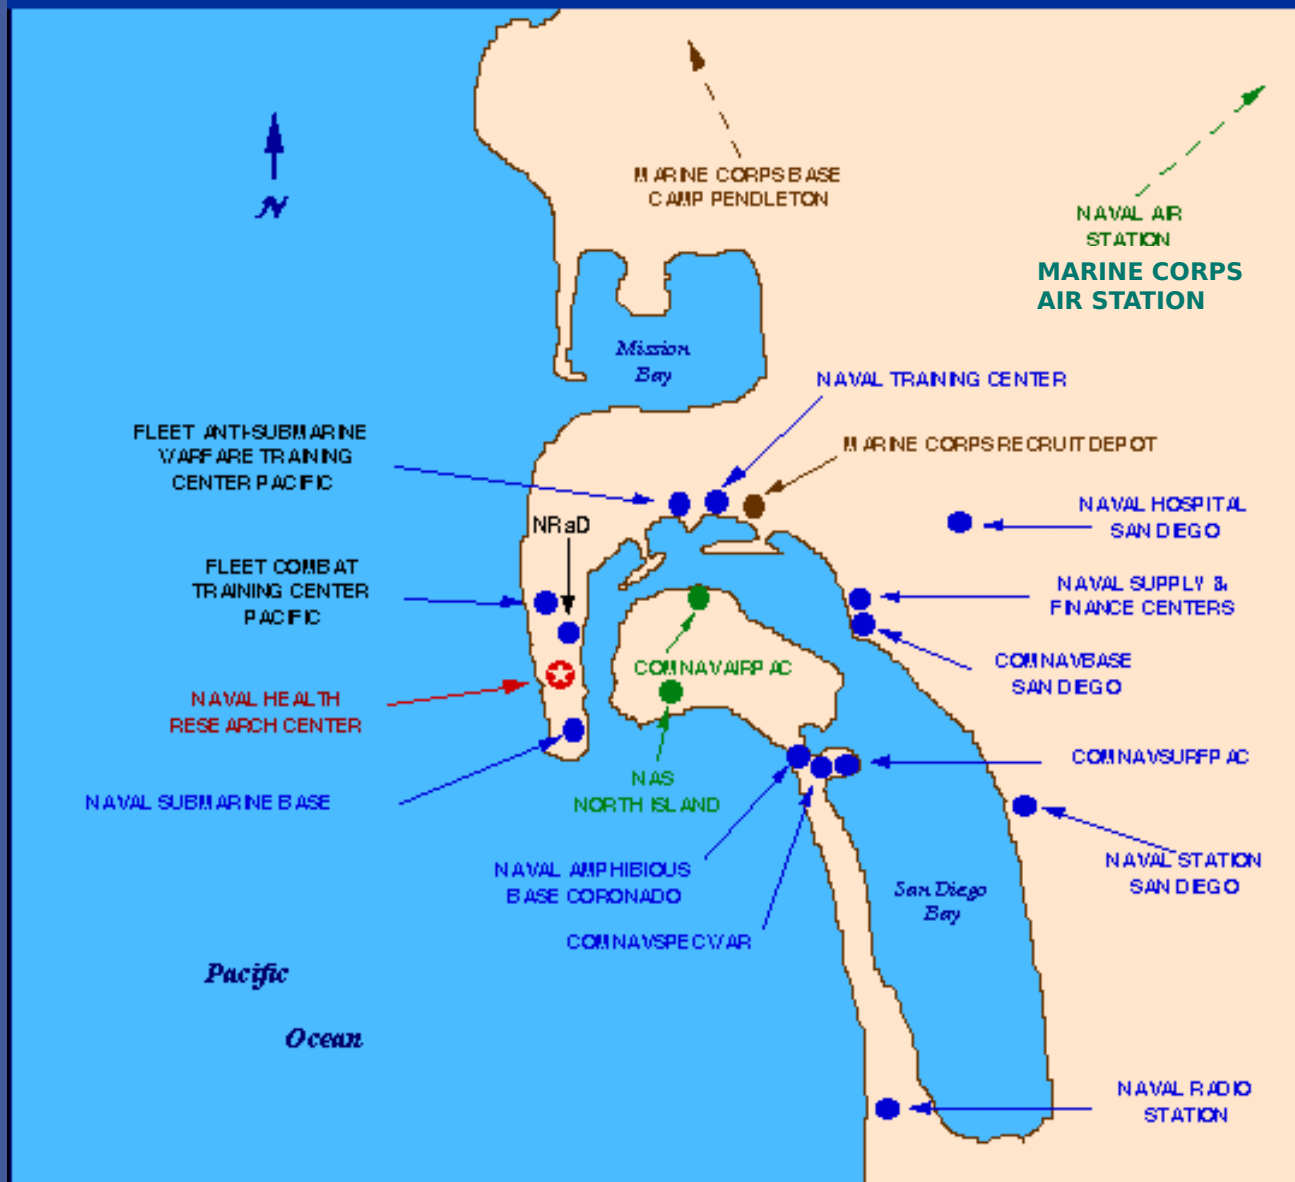 N
MARINE CORPS BASE
CAMP PENDLETON
NAVAL AIR
STATION
MARINE CORPS
AIR STATION
Mission
Bay
NAVAL TRAINING CENTER
FLEET ANTI-SUBMARINE
WARFARE TRAINING
CENTER PACIFIC
MARINE CORPS RECRUIT DEPOT
NRaD
NAVAL HOSPITAL
SAN DIEGO
FLEET COMBAT
TRAINING CENTER
PACIFIC
NAVAL SUPPLY &
FINANCE CENTERS
COMNAVAIRPAC
COMNAVBASE
SAN DIEGO
NAVAL HEALTH
RESEARCH CENTER
COMNAVSURFPAC
NAS
NORTH ISLAND
NAVAL SUBMARINE BASE
NAVAL AMPHIBIOUS
BASE CORONADO
NAVAL STATION
SAN DIEGO
San Diego
Bay
COMNAVSPECWAR
Pacific
Ocean
NAVAL RADIO
STATION